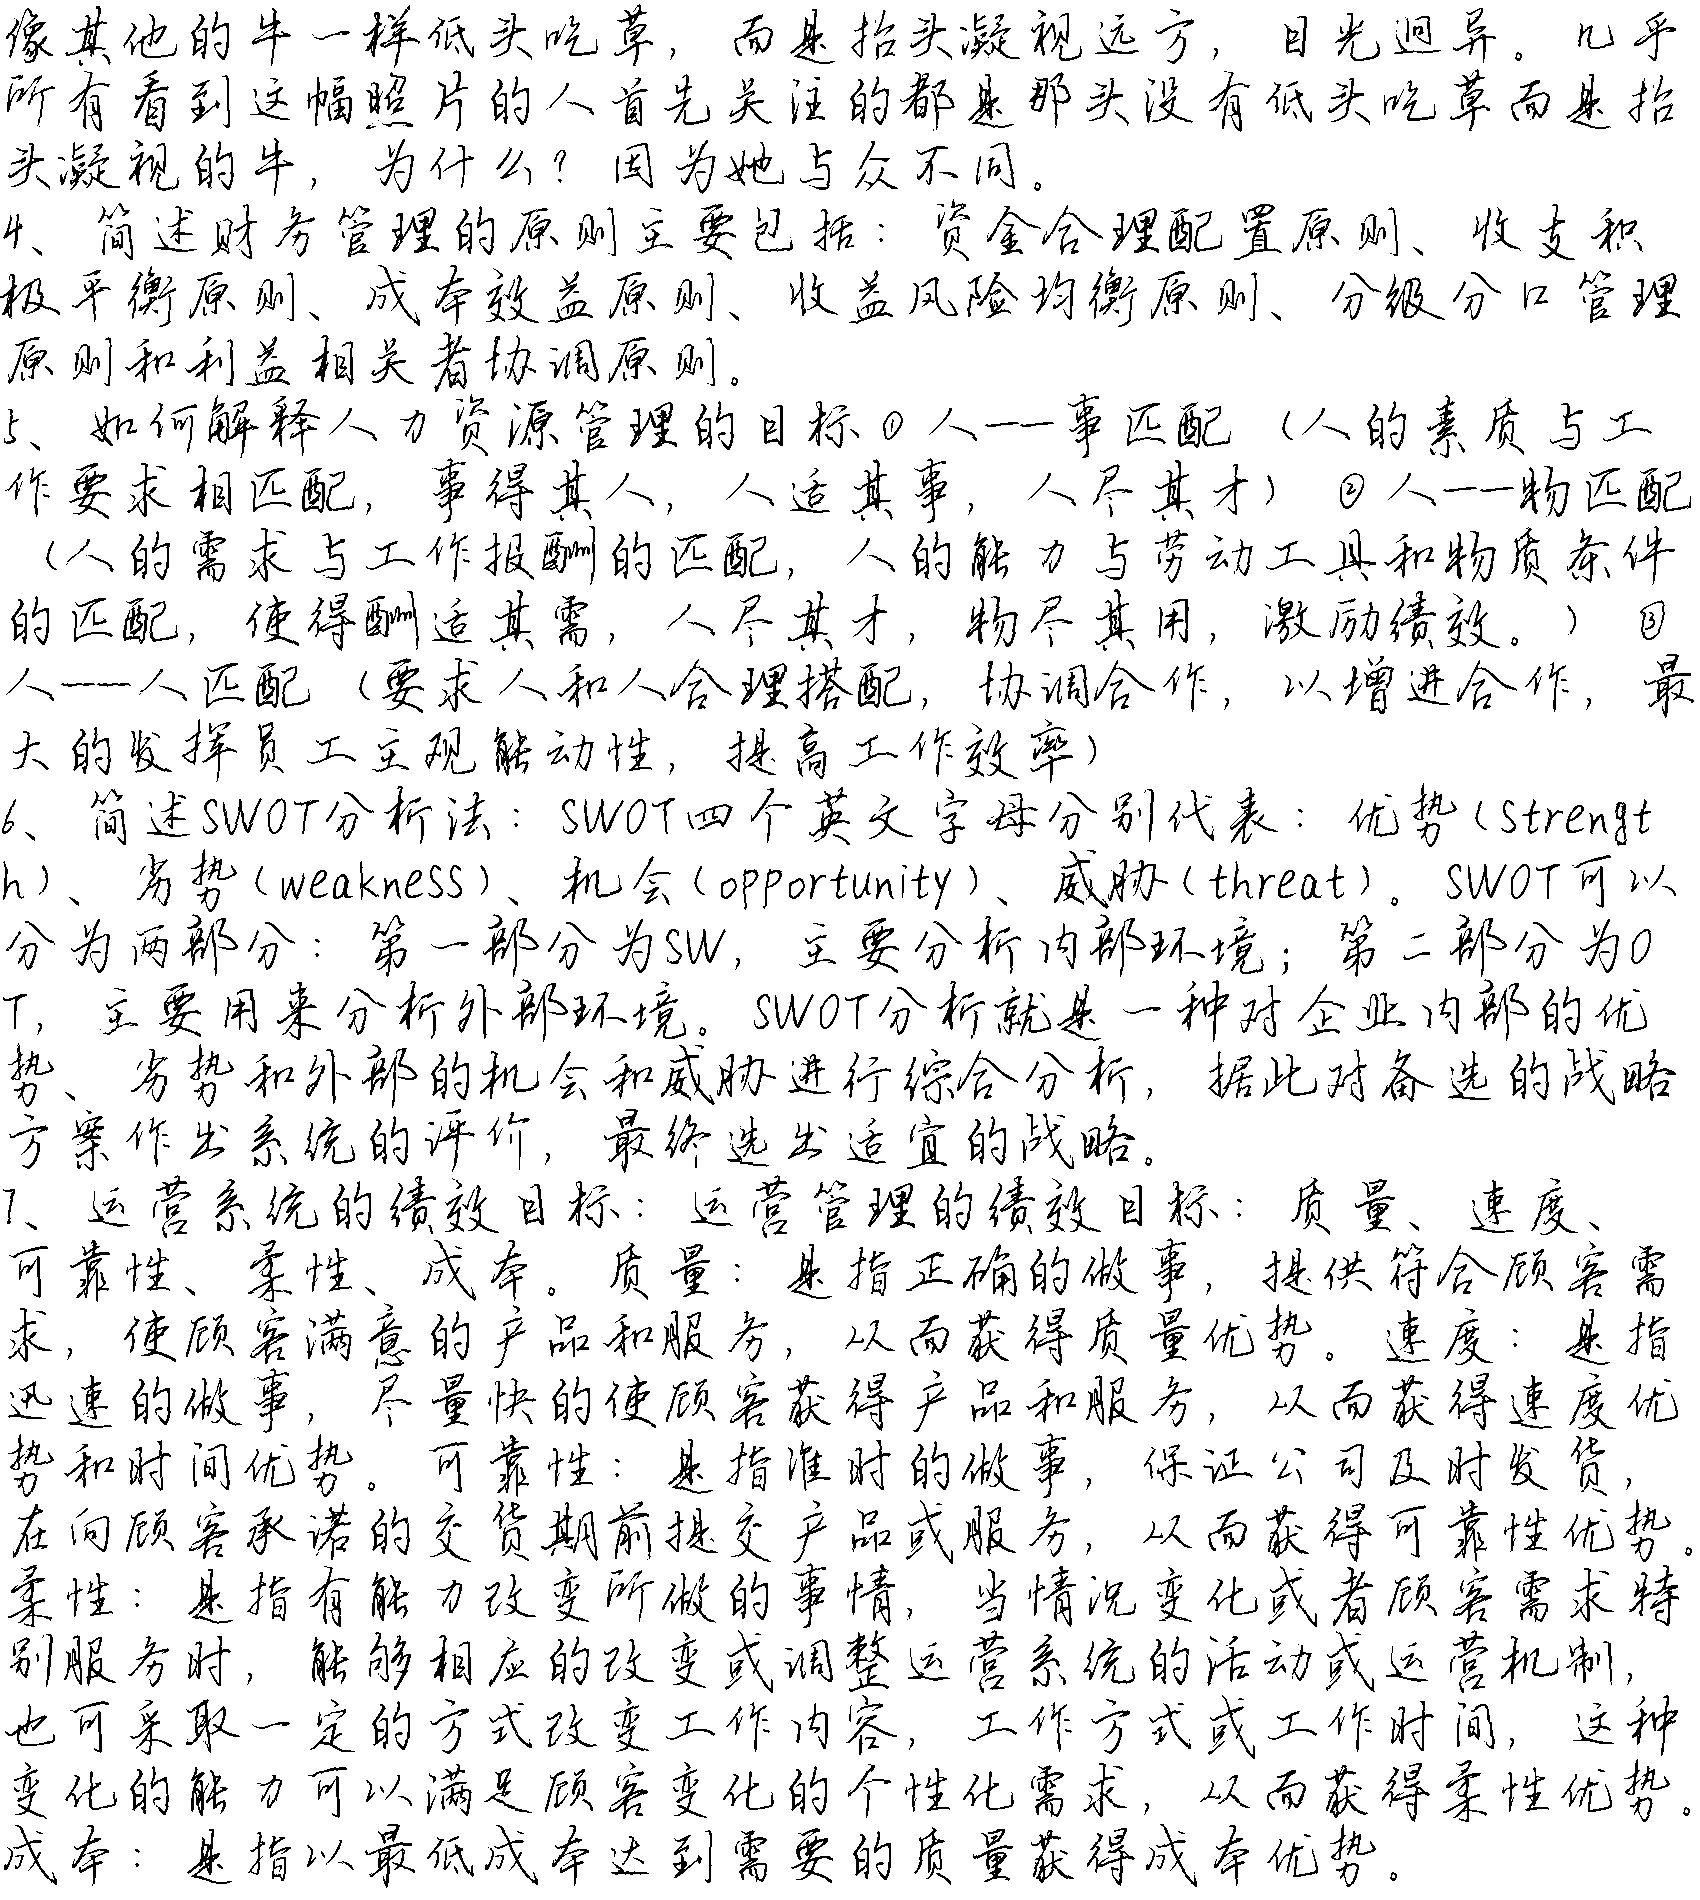 像其他的牛一样低头吃草，而是抬头凝视远方，目光迥异。几乎
所有看到这幅照片的人首先关注的都是那头没有低头吃草而是抬
头凝视的牛，为什么？因为她与众不同。
4、简述财务管理的原则主要包括：资金合理配置原则、收支积
极平衡原则、成本效益原则、收益风险均衡原则、分级分口管理
原则和利益相关者协调原则。
5、如何解释人力资源管理的目标①人——事匹配（人的素质与工
作要求相匹配，事得其人，人适其事，人尽其才）②人——物匹配
（人的需求与工作报酬的匹配，人的能力与劳动工具和物质条件
的匹配，使得酬适其需，人尽其才，物尽其用，激励绩效。）③
人——人匹配（要求人和人合理搭配，协调合作，以增进合作，最
大的发挥员工主观能动性，提高工作效率）
6、简述SWOT分析法：SWOT四个英文字母分别代表：优势（Strengt
h）、劣势（weakness）、机会（opportunity）、威胁（threat）。SWOT可以
分为两部分：第一部分为SW，主要分析内部环境；第二部分为O
T，主要用来分析外部环境。SWOT分析就是一种对企业内部的优
势、劣势和外部的机会和威胁进行综合分析，据此对备选的战略
方案作出系统的评价，最终选出适宜的战略。
7、运营系统的绩效目标：运营管理的绩效目标：质量、速度、
可靠性、柔性、成本。质量：是指正确的做事，提供符合顾客需
求，使顾客满意的产品和服务，从而获得质量优势。速度：是指
迅速的做事，尽量快的使顾客获得产品和服务，从而获得速度优
势和时间优势。可靠性：是指准时的做事，保证公司及时发货，
在向顾客承诺的交货期前提交产品或服务，从而获得可靠性优势。
柔性：是指有能力改变所做的事情，当情况变化或者顾客需求特
别服务时，能够相应的改变或调整运营系统的活动或运营机制，
也可采取一定的方式改变工作内容，工作方式或工作时间，这种
变化的能力可以满足顾客变化的个性化需求，从而获得柔性优势。
成本：是指以最低成本达到需要的质量获得成本优势。